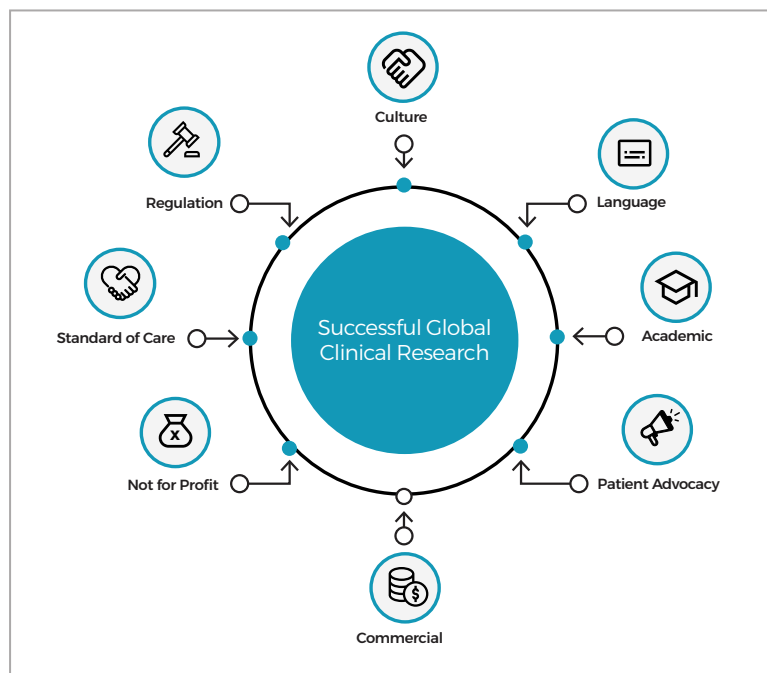 Culture
Regulation
Language
Successful Global
Clinical Research
Standard of Care
Academic
x
Not for Profit
Patient Advocacy
$
Commercial